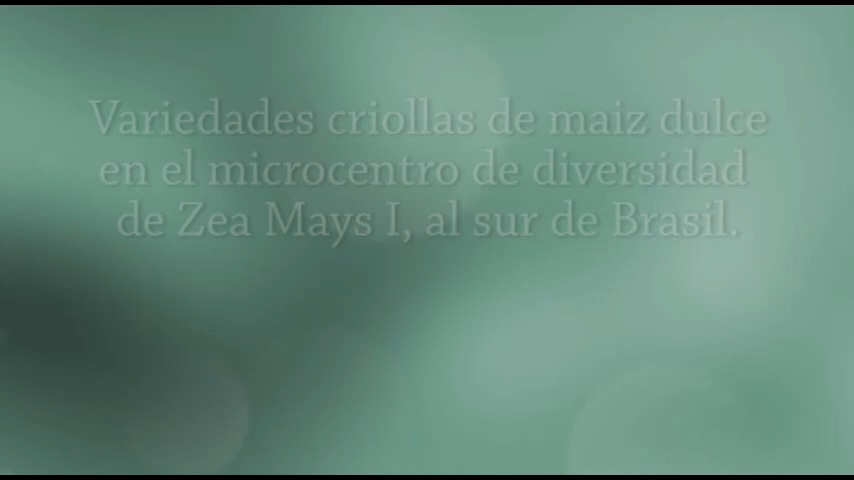 Variedades criollas de maiz dulce
en el microcentro de diversidad
de Zea Mays I, al sur de Brasil.